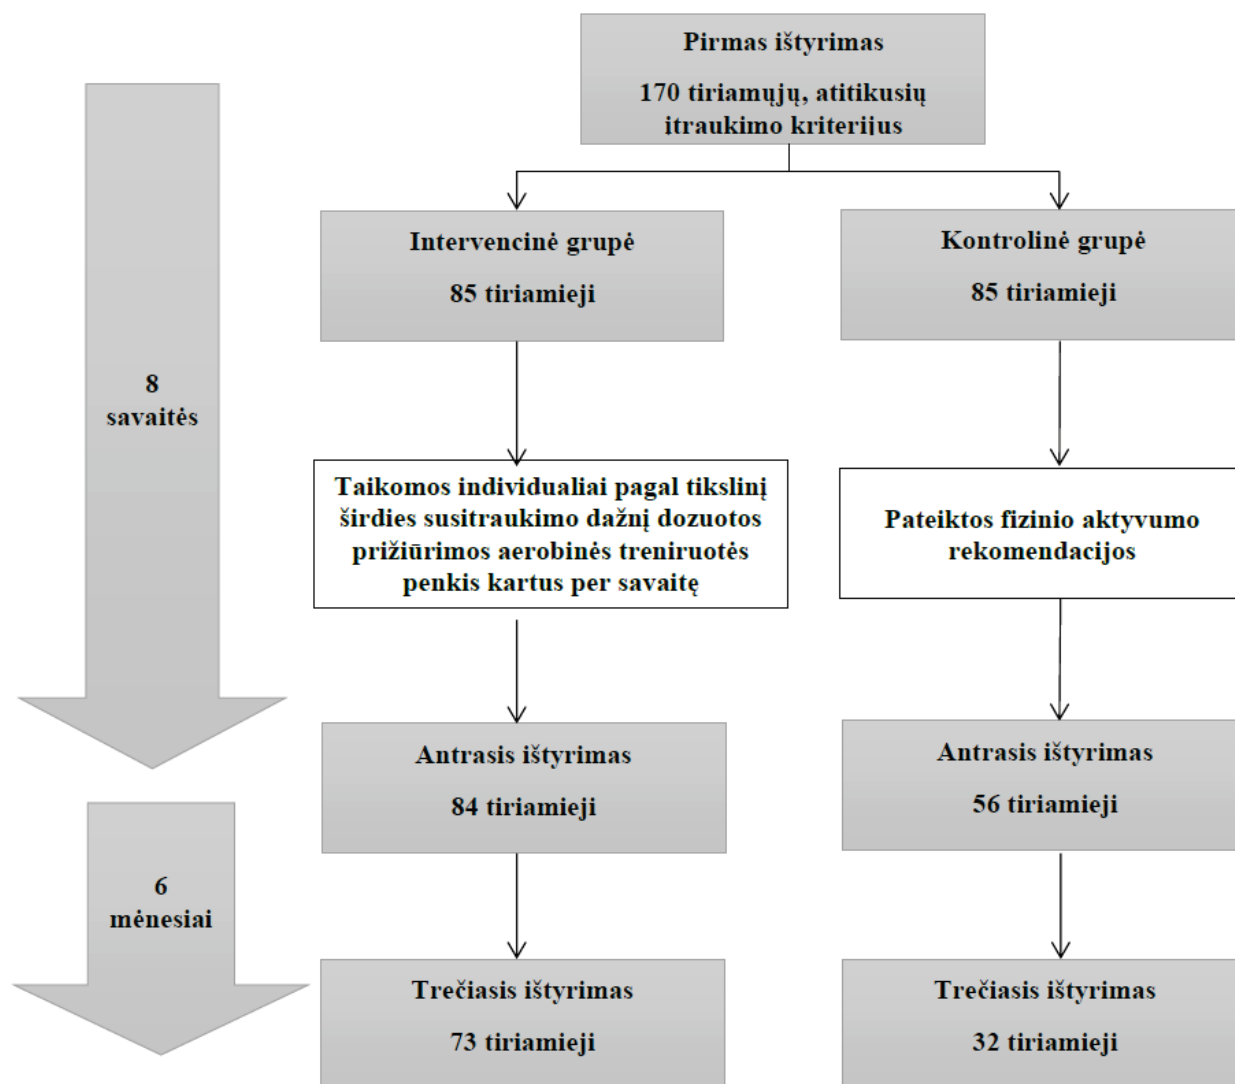 Pirmas ištyrimas
170 tiriamųjų, atitikusių
įtraukimo kriterijus
Intervencinė grupė
85 tiriamieji
Kontrolinė grupė
85 tiriamieji
8
savaitės
Taikomos individualiai pagal tikslinį
širdies susitraukimo dažnį dozuotos
prižiūrimos aerobinės treniruotės
penkis kartus per savaitę
Pateiktos fizinio aktyvumo
rekomendacijos
Antrasis ištyrimas
84 tiriamieji
Antrasis ištyrimas
56 tiriamieji
6
mėnesiai
Trečiasis ištyrimas
73 tiriamieji
Trečiasis ištyrimas
32 tiriamieji